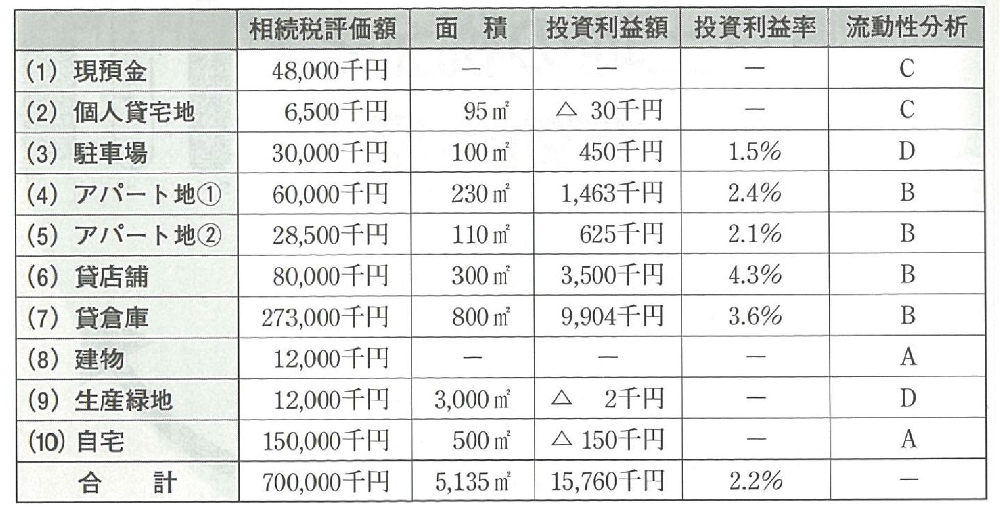 相続税評価額 面 積 投資利益額 投資利益率 流動性分析
(1) 現預金 48,000千円 － － － C
(2) 個人貸宅地 6,500千円 95㎡ △ 30千円 － C
(3) 駐車場 30,000千円 100㎡ 450千円 1.5% D
(4) アパート地① 60,000千円 230㎡ 1,463千円 2.4% B
(5) アパート地② 28,500千円 110㎡ 625千円 2.1% B
(6) 貸店舗 80,000千円 300㎡ 3,500千円 4.3% B
(7) 貸倉庫 273,000千円 800㎡ 9,904千円 3.6% B
(8) 建物 12,000千円 － － － A
(9) 生産緑地 12,000千円 3,000㎡ △ 2千円 － D
(10) 自宅 150,000千円 500㎡ △ 150千円 － A
合 計 700,000千円 5,135㎡ 15,760千円 2.2% －